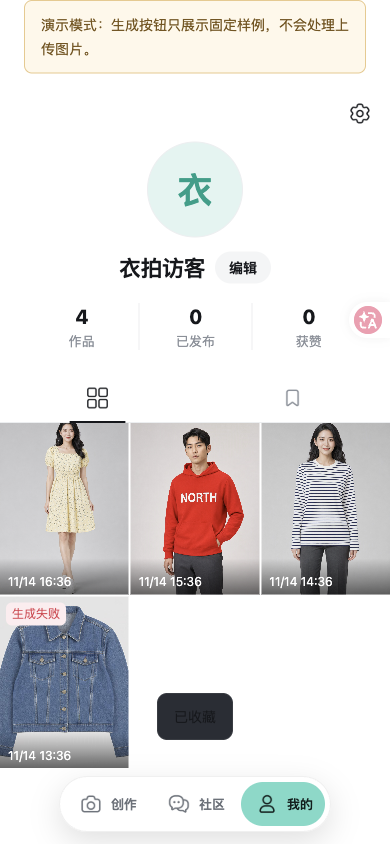 演示模式：生成按钮只展示固定样例，不会处理上
传图片。
衣
衣拍访客 编辑
4 0 0
作品 已发布 获赞
NORTH
11/14 16:36 11/14 15:36 11/14 14:36
生成失败
已收藏
11/14 13:36
创作 社区 我的